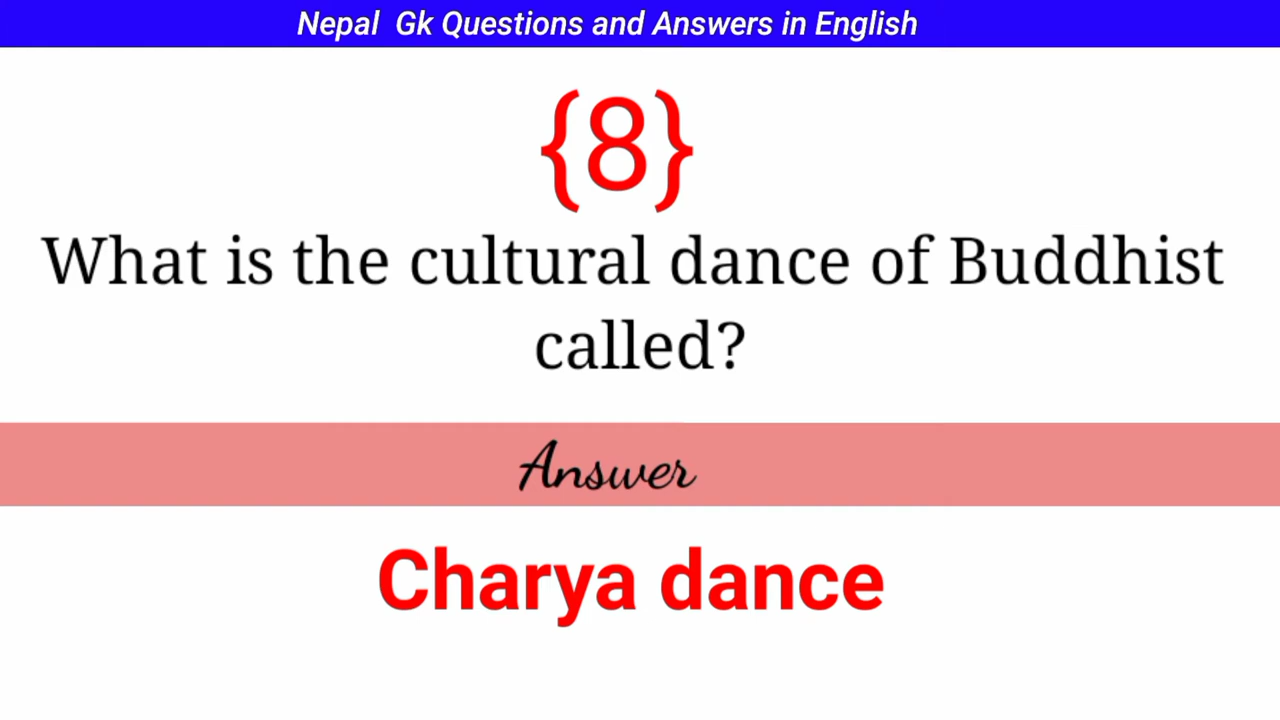 Nepal Gk Questions and Answers in English
{8}
What is the cultural dance of Buddhist
called?
Answer
Charya dance